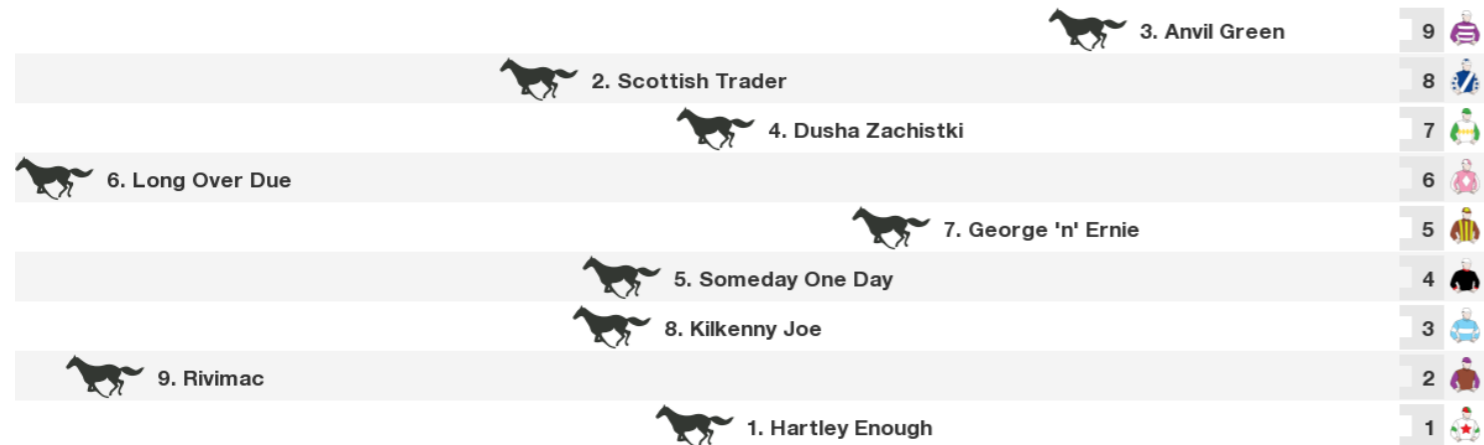 3. Anvil Green 9
2. Scottish Trader 8
4. Dusha Zachistki 7
6. Long Over Due 6
7. George 'n' Ernie 5
5. Someday One Day 4
8. Kilkenny Joe 3
9. Rivimac 2
1. Hartley Enough 1